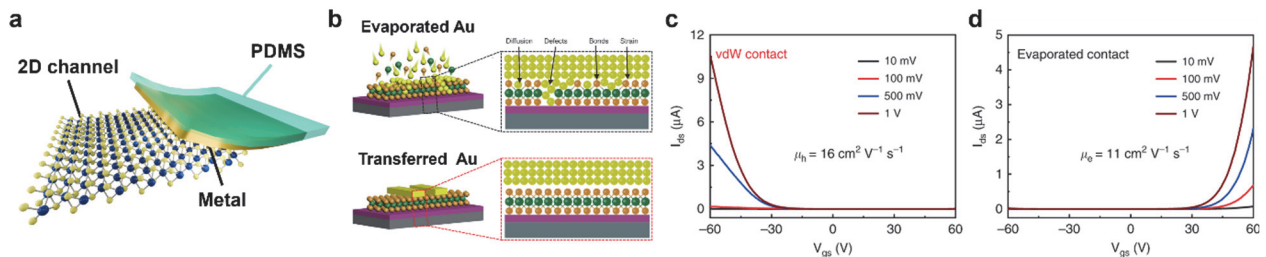 a
PDMS
2D channel
Metal
b
Evaporated Au
Diffusion Defects Bonds Strain
Transferred Au
c
vdW contact
10 mV
100 mV
500 mV
1 V
μh = 16 cm² V⁻¹ s⁻¹
Ids (μA)
12
9
6
3
0
−60 −30 0 30 60
Vgs (V)
d
Evaporated contact
10 mV
100 mV
500 mV
1 V
μe = 11 cm² V⁻¹ s⁻¹
Ids (μA)
5
4
3
2
1
0
−60 −30 0 30 60
Vgs (V)